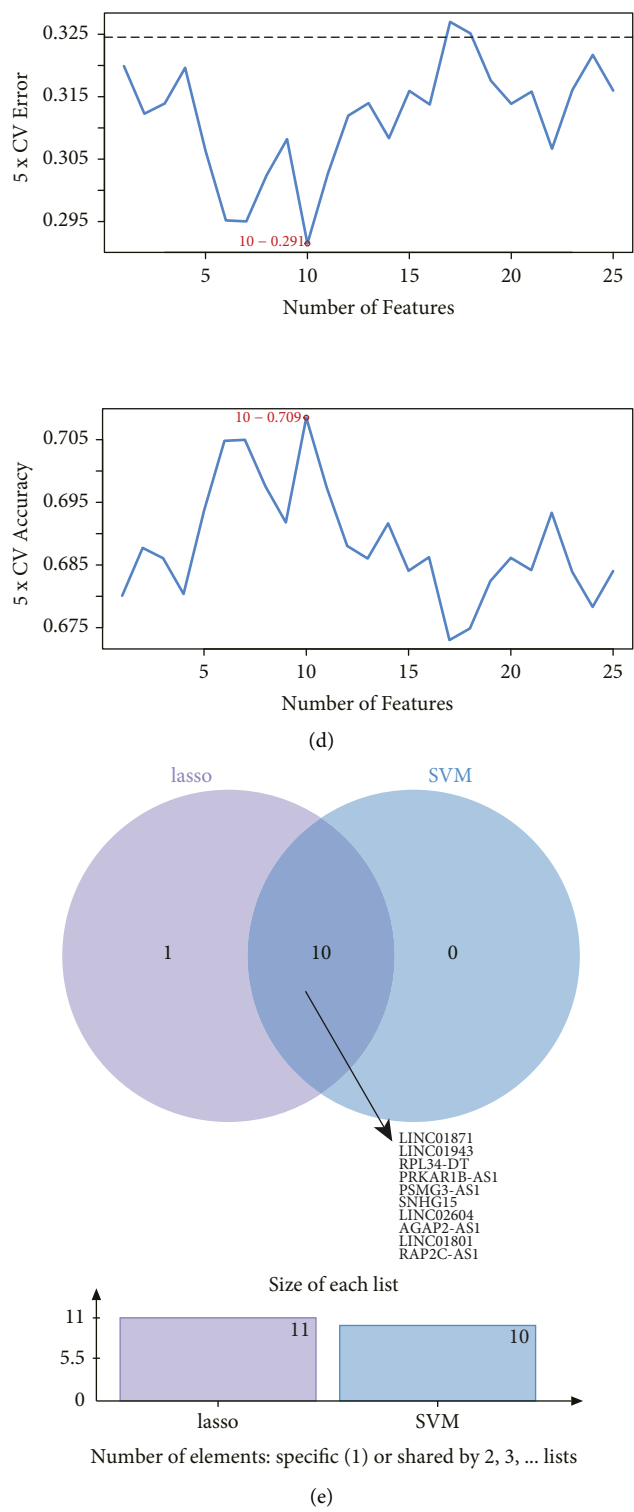 0.325
0.315
0.305
0.295
5 x CV Error
10 – 0.291
5 10 15 20 25
Number of Features
0.705
0.695
0.685
0.675
5 x CV Accuracy
10 – 0.709
5 10 15 20 25
Number of Features
(d)
lasso SVM
1 10 0
LINC01871
LINC01943
RPL34-DT
PRKAR1B-AS1
PSMG3-AS1
SNHG15
LINC02604
AGAP2-AS1
LINC01801
RAP2C-AS1
Size of each list
11
5.5
0
11 10
lasso SVM
Number of elements: specific (1) or shared by 2, 3, ... lists
(e)